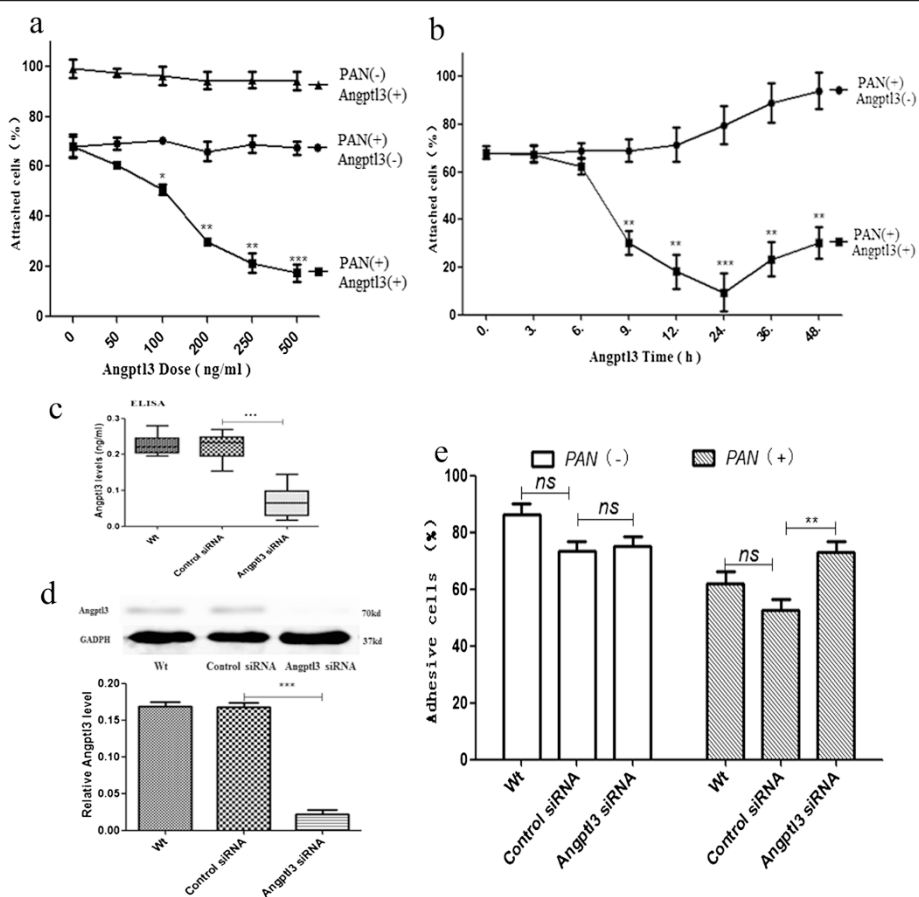 a
100
80
60
40
20
0
Attached cells (%)
PAN(-)
Angptl3(+)
PAN(+)
Angptl3(-)
PAN(+)
Angptl3(+)
*
**
**
***
0
50
100
200
250
500
Angptl3 Dose ( ng/ml )
b
100
80
60
40
20
0
Attached cells (%)
PAN(+)
Angptl3(-)
PAN(+)
Angptl3(+)
**
**
***
**
**
0.
3.
6.
9.
12.
24.
36.
48.
Angptl3 Time ( h )
c
ELISA
***
0.3
0.2
0.1
0.0
Angptl3 levels (ng/ml)
Wt
Control siRNA
Angptl3 siRNA
d
Angptl3
70kd
GADPH
37kd
Wt
Control siRNA
Angptl3 siRNA
***
0.20
0.15
0.10
0.05
0.00
Relative Angptl3 level
Wt
Control siRNA
Angptl3 siRNA
e
PAN (-)
PAN (+)
100
80
60
40
20
0
Adhesive cells (%)
ns
ns
ns
**
Wt
Control siRNA
Angptl3 siRNA
Wt
Control siRNA
Angptl3 siRNA